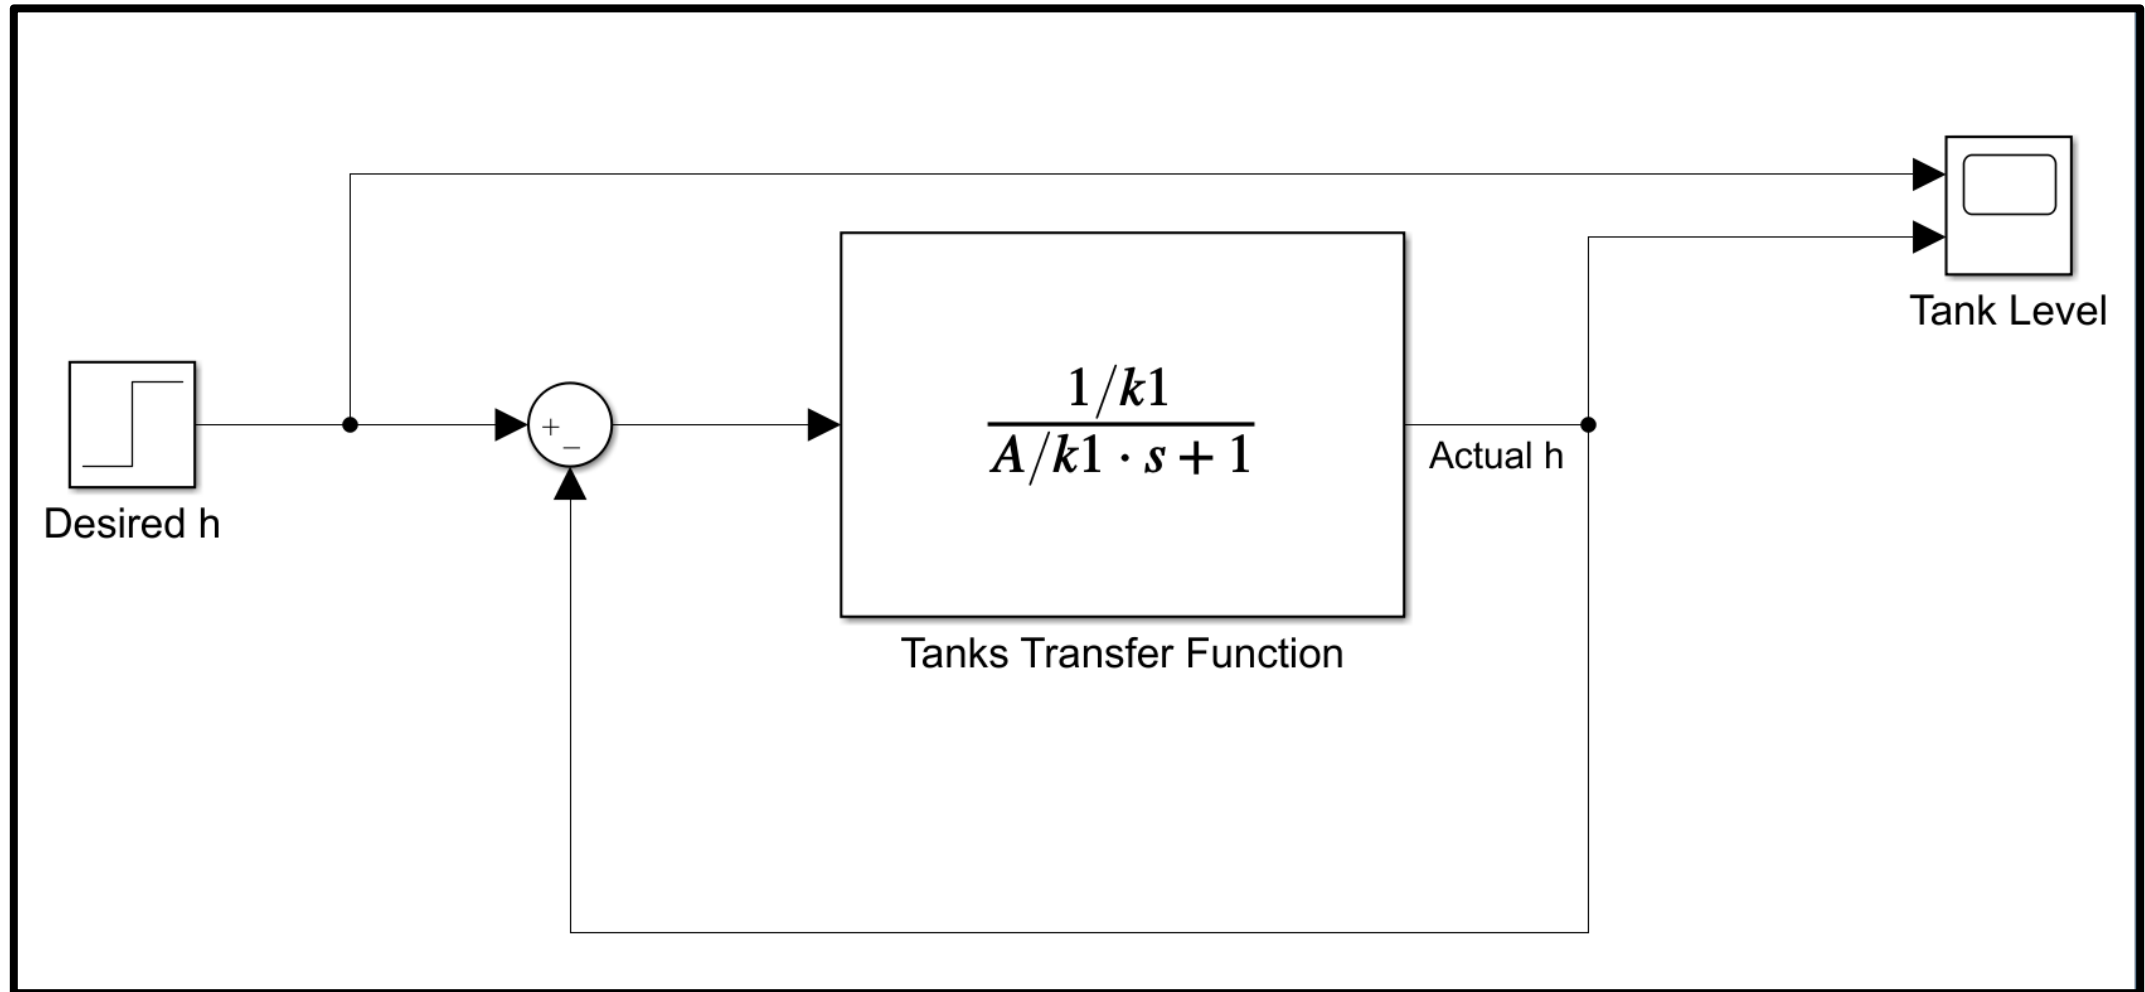 Tank Level
Desired h
+
−
1/k1
A/k1 · s + 1
Actual h
Tanks Transfer Function